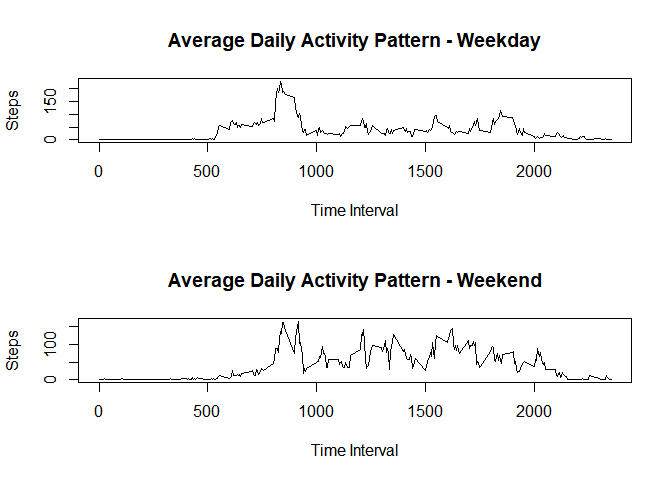 Average Daily Activity Pattern - Weekday
Steps
150
0
0 500 1000 1500 2000
Time Interval
Average Daily Activity Pattern - Weekend
Steps
100
0
0 500 1000 1500 2000
Time Interval